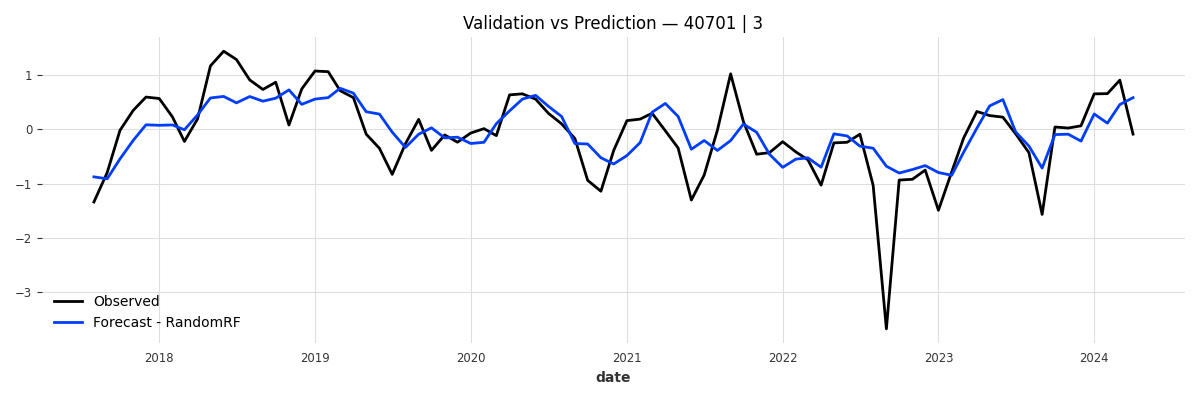 Validation vs Prediction — 40701 | 3
1
0
−1
−2
−3
Observed
Forecast - RandomRF
2018 2019 2020 2021 2022 2023 2024
date